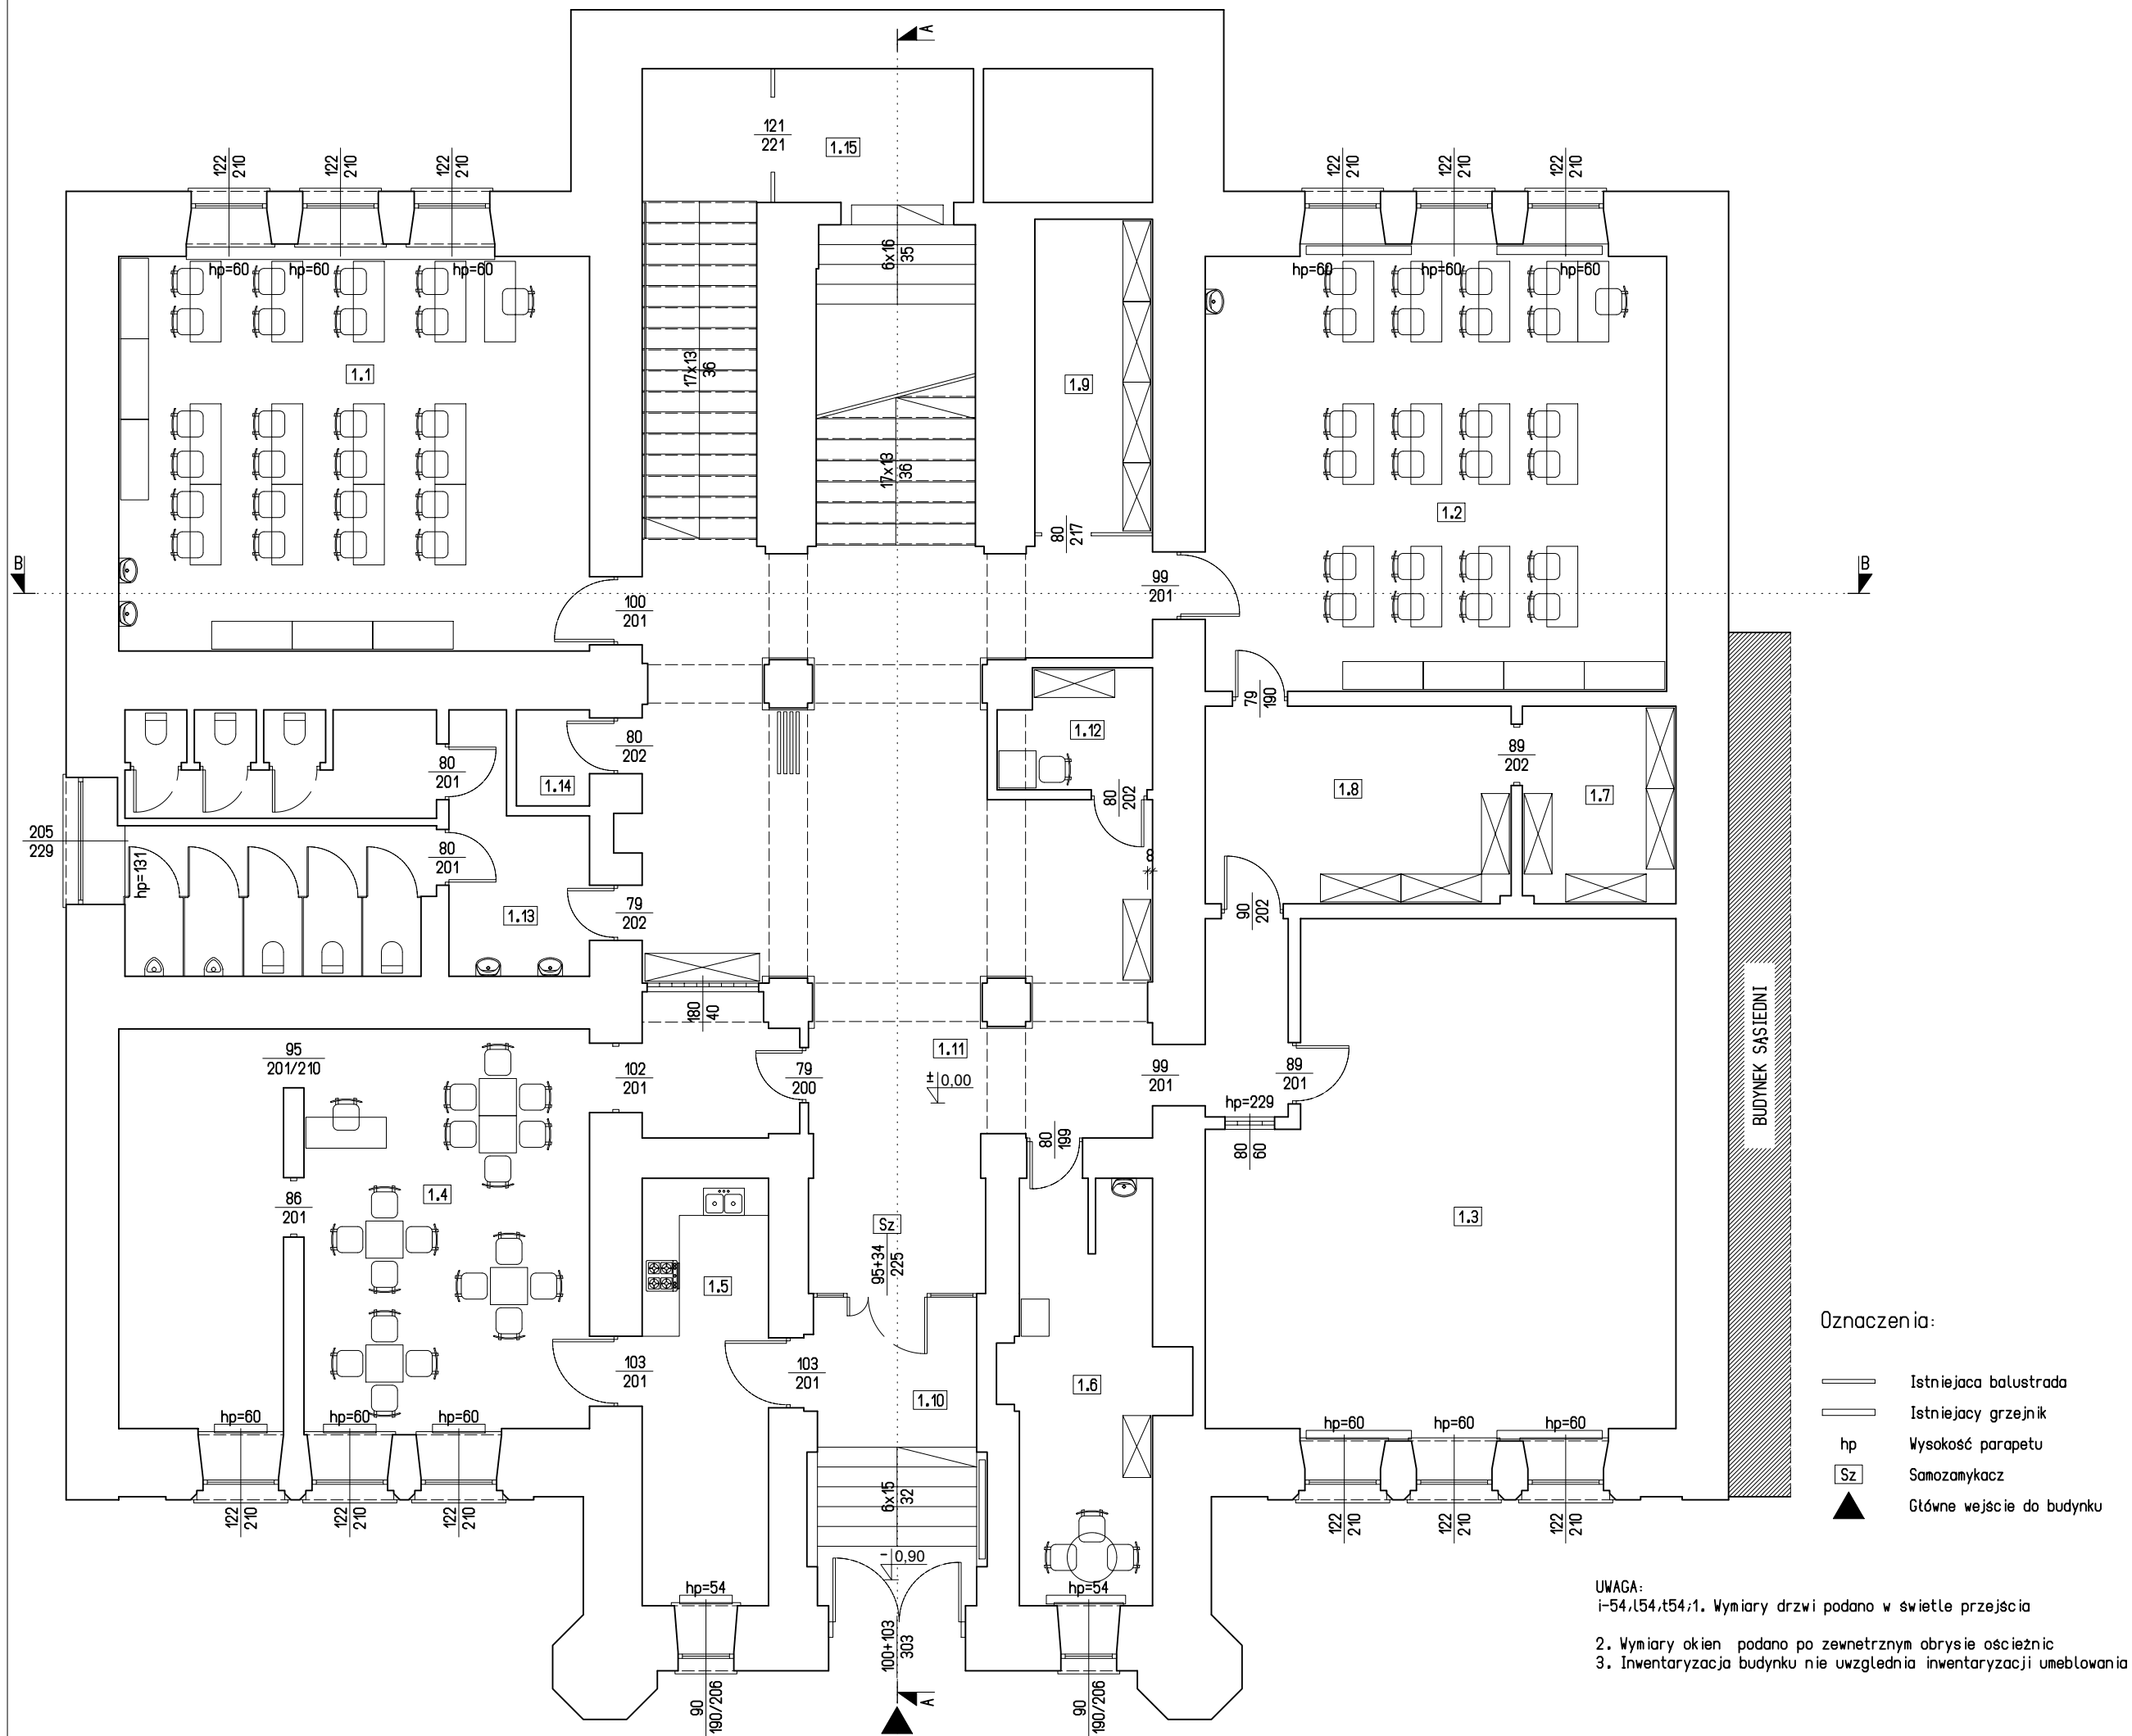 A
121
221
1.15
122
210
122
210
122
210
122
210
122
210
122
210
hp=60
hp=60
hp=60
6x16
35
hp=60
hp=60
hp=60
1.1
17x13
36
1.9
17x13
36
1.2
80
217
B
B
100
201
99
201
79
190
1.12
80
202
89
202
80
201
1.14
1.8
1.7
80
202
205
229
hp=131
80
201
8
79
202
1.13
90
202
180
40
95
201/210
102
201
79
200
1.11
± 0,00
99
201
89
201
hp=229
80
60
80
199
BUDYNEK SĄSIEDNI
1.4
86
201
Sz
95+34
225
1.5
1.3
103
201
103
201
1.10
1.6
hp=60
hp=60
hp=60
hp=60
hp=60
hp=60
6x15
32
122
210
122
210
122
210
122
210
122
210
122
210
- 0,90
hp=54
hp=54
100+103
303
90
190/206
A
90
190/206
Oznaczenia:
Istniejaca balustrada
Istniejacy grzejnik
hp Wysokość parapetu
Sz Samozamykacz
Główne wejście do budynku
UWAGA:
i-54,l54,t54;1. Wymiary drzwi podano w świetle przejścia
2. Wymiary okien podano po zewnetrznym obrysie ościeżnic
3. Inwentaryzacja budynku nie uwzglednia inwentaryzacji umeblowania